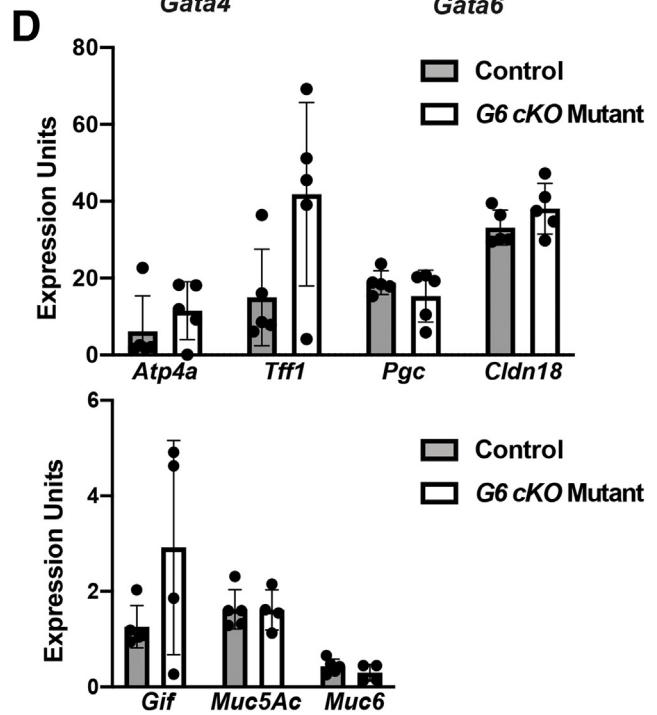 Gata4 Gata6
D
80
60
40
20
0
Expression Units
Control
G6 cKO Mutant
Atp4a Tff1 Pgc Cldn18
6
4
2
0
Expression Units
Control
G6 cKO Mutant
Gif Muc5Ac Muc6